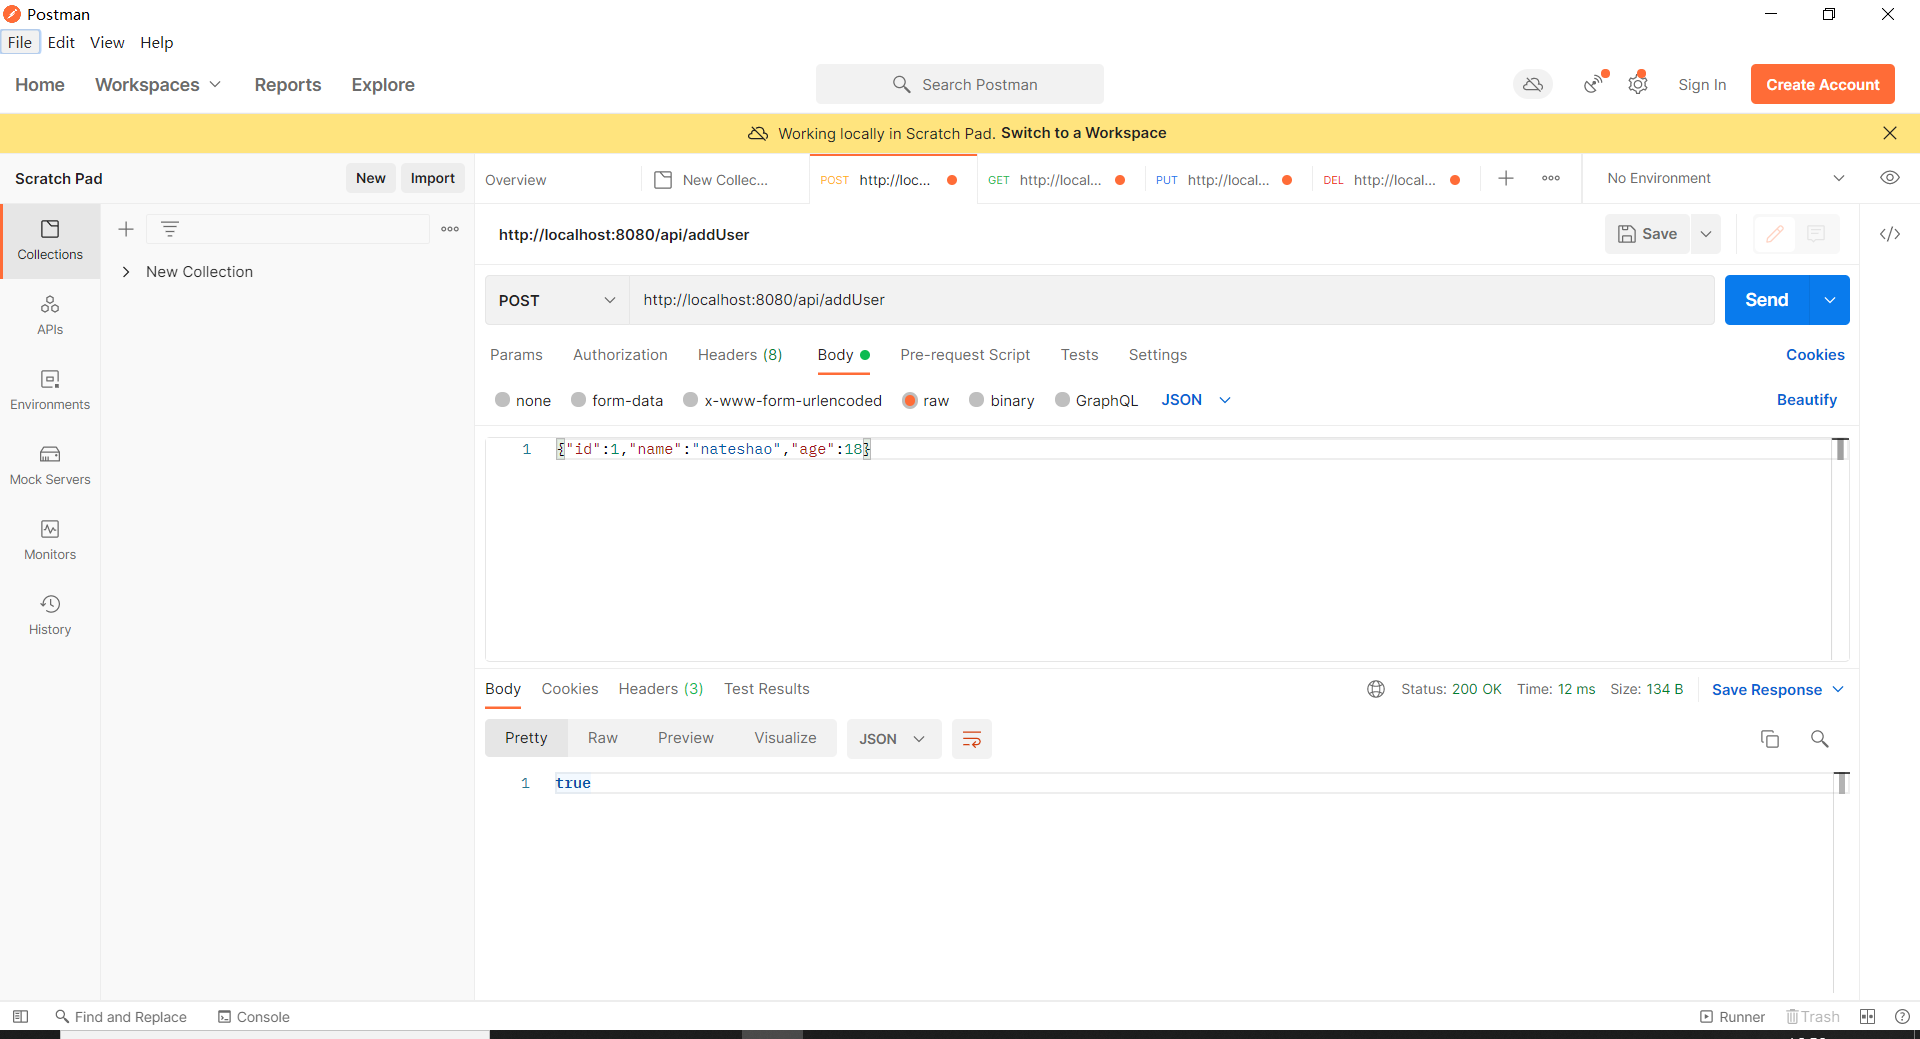 Postman
File Edit View Help
Home Workspaces Reports Explore Search Postman Sign In Create Account
Working locally in Scratch Pad. Switch to a Workspace
Scratch Pad New Import Overview New Collec... POST http://loc... GET http://local... PUT http://local... DEL http://local... No Environment
Collections
http://localhost:8080/api/addUser Save
New Collection
POST http://localhost:8080/api/addUser Send
APIs
Params Authorization Headers (8) Body Pre-request Script Tests Settings Cookies
Environments
none form-data x-www-form-urlencoded raw binary GraphQL JSON Beautify
1 {"id":1,"name":"nateshao","age":18}
Mock Servers
Monitors
History
Body Cookies Headers (3) Test Results Status: 200 OK Time: 12 ms Size: 134 B Save Response
Pretty Raw Preview Visualize JSON
1 true
Find and Replace Console Runner Trash